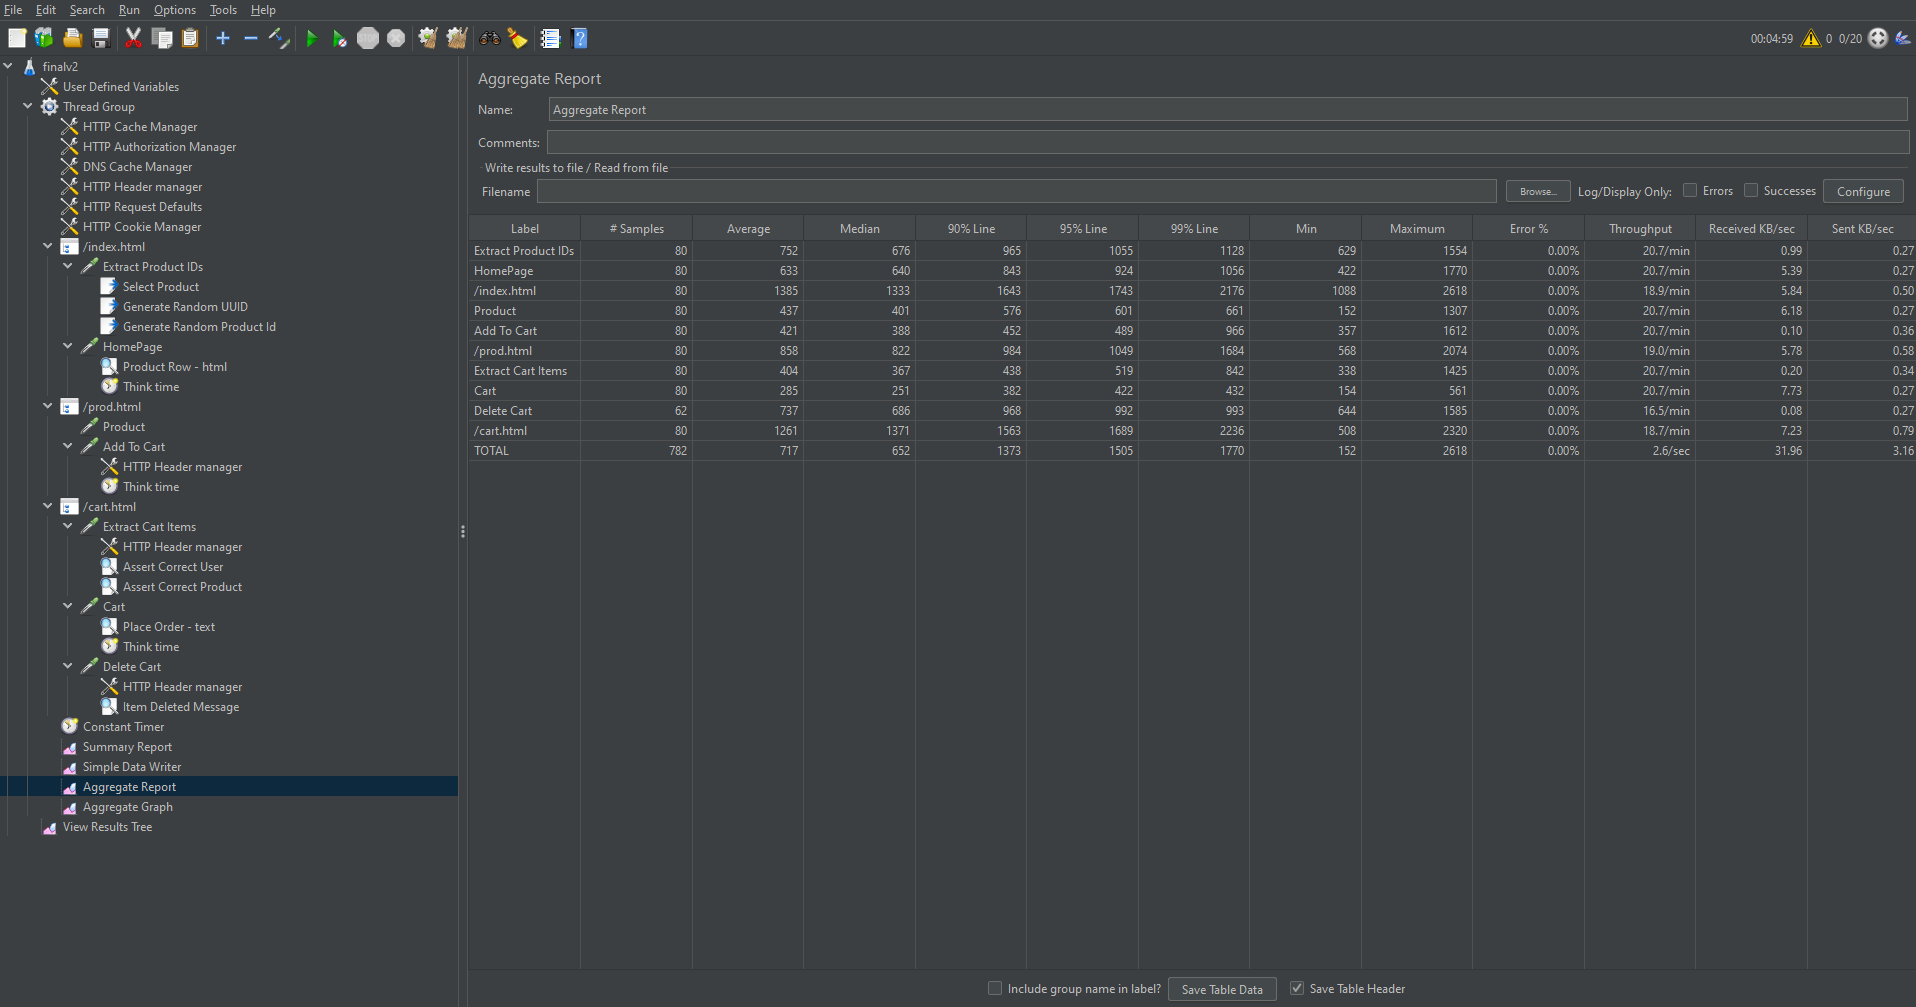 File Edit Search Run Options Tools Help
00:04:59 0 0/20
finalv2
User Defined Variables
Thread Group
HTTP Cache Manager
HTTP Authorization Manager
DNS Cache Manager
HTTP Header manager
HTTP Request Defaults
HTTP Cookie Manager
/index.html
Extract Product IDs
Select Product
Generate Random UUID
Generate Random Product Id
HomePage
Product Row - html
Think time
/prod.html
Product
Add To Cart
HTTP Header manager
Think time
/cart.html
Extract Cart Items
HTTP Header manager
Assert Correct User
Assert Correct Product
Cart
Place Order - text
Think time
Delete Cart
HTTP Header manager
Item Deleted Message
Constant Timer
Summary Report
Simple Data Writer
Aggregate Report
Aggregate Graph
View Results Tree
Aggregate Report
Name: Aggregate Report
Comments:
Write results to file / Read from file
Filename Browse... Log/Display Only: Errors Successes Configure
Label # Samples Average Median 90% Line 95% Line 99% Line Min Maximum Error % Throughput Received KB/sec Sent KB/sec
Extract Product IDs 80 752 676 965 1055 1128 629 1554 0.00% 20.7/min 0.99 0.27
HomePage 80 633 640 843 924 1056 422 1770 0.00% 20.7/min 5.39 0.27
/index.html 80 1385 1333 1643 1743 2176 1088 2618 0.00% 18.9/min 5.84 0.50
Product 80 437 401 576 601 661 152 1307 0.00% 20.7/min 6.18 0.27
Add To Cart 80 421 388 452 489 966 357 1612 0.00% 20.7/min 0.10 0.36
/prod.html 80 858 822 984 1049 1684 568 2074 0.00% 19.0/min 5.78 0.58
Extract Cart Items 80 404 367 438 519 842 338 1425 0.00% 20.7/min 0.20 0.34
Cart 80 285 251 382 422 432 154 561 0.00% 20.7/min 7.73 0.27
Delete Cart 62 737 686 968 992 993 644 1585 0.00% 16.5/min 0.08 0.27
/cart.html 80 1261 1371 1563 1689 2236 508 2320 0.00% 18.7/min 7.23 0.79
TOTAL 782 717 652 1373 1505 1770 152 2618 0.00% 2.6/sec 31.96 3.16
Include group name in label? Save Table Data Save Table Header